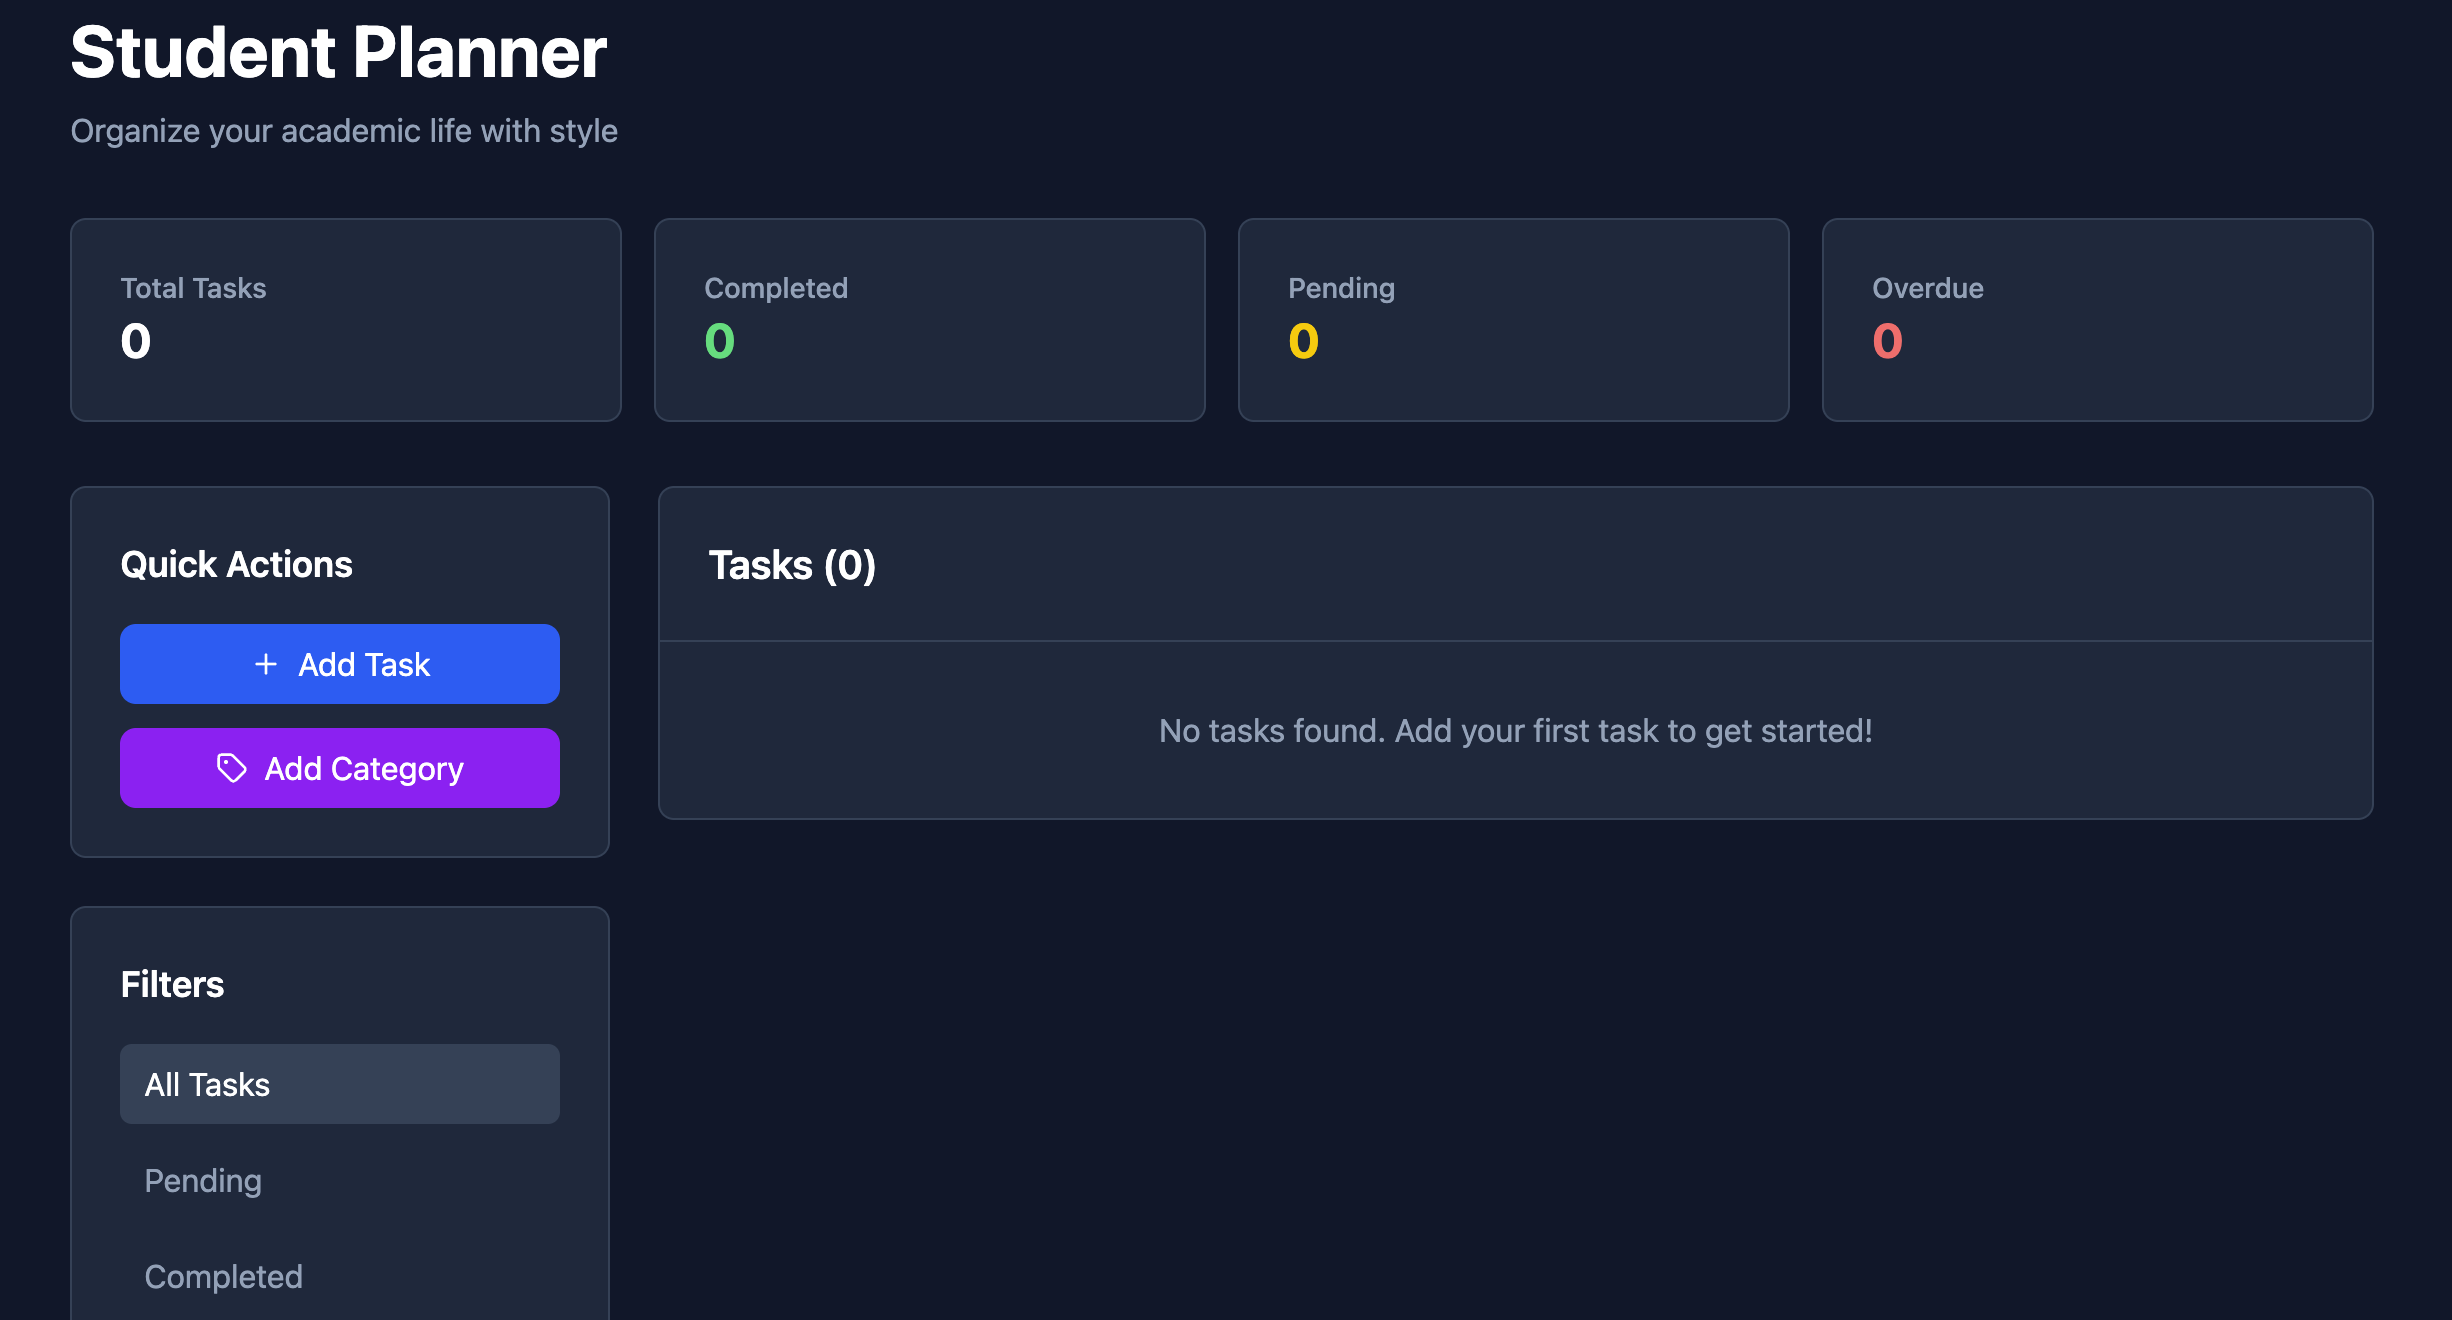 Student Planner
Organize your academic life with style
Total Tasks
0
Completed
0
Pending
0
Overdue
0
Quick Actions
+ Add Task
Add Category
Filters
All Tasks
Pending
Completed
Tasks (0)
No tasks found. Add your first task to get started!